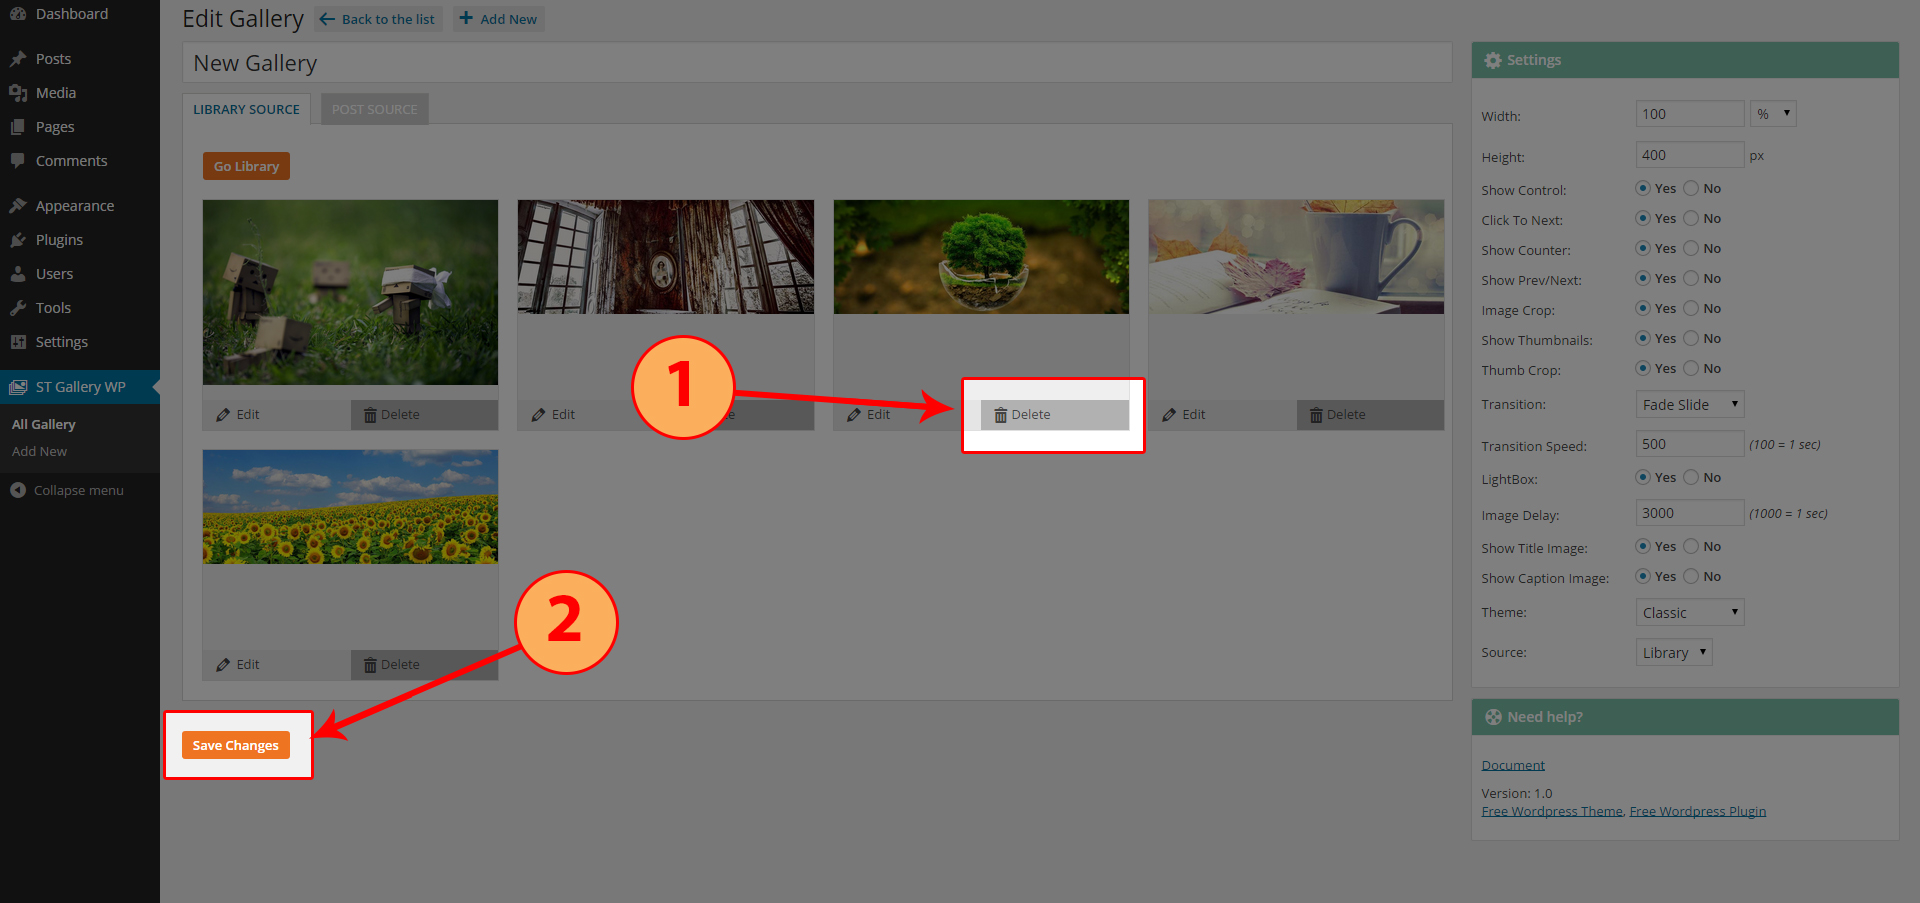 Dashboard
Posts
Media
Pages
Comments
Appearance
Plugins
Users
Tools
Settings
ST Gallery WP
All Gallery
Add New
Collapse menu
Edit Gallery
Back to the list
Add New
New Gallery
LIBRARY SOURCE
POST SOURCE
Go Library
Edit
Delete
Edit
Edit
Delete
Edit
Delete
1
Edit
Delete
2
Save Changes
Settings
Width: 100 %
Height: 400 px
Show Control: Yes No
Click To Next: Yes No
Show Counter: Yes No
Show Prev/Next: Yes No
Image Crop: Yes No
Show Thumbnails: Yes No
Thumb Crop: Yes No
Transition: Fade Slide
Transition Speed: 500 (100 = 1 sec)
LightBox: Yes No
Image Delay: 3000 (1000 = 1 sec)
Show Title Image: Yes No
Show Caption Image: Yes No
Theme: Classic
Source: Library
Need help?
Document
Version: 1.0
Free Wordpress Theme, Free Wordpress Plugin